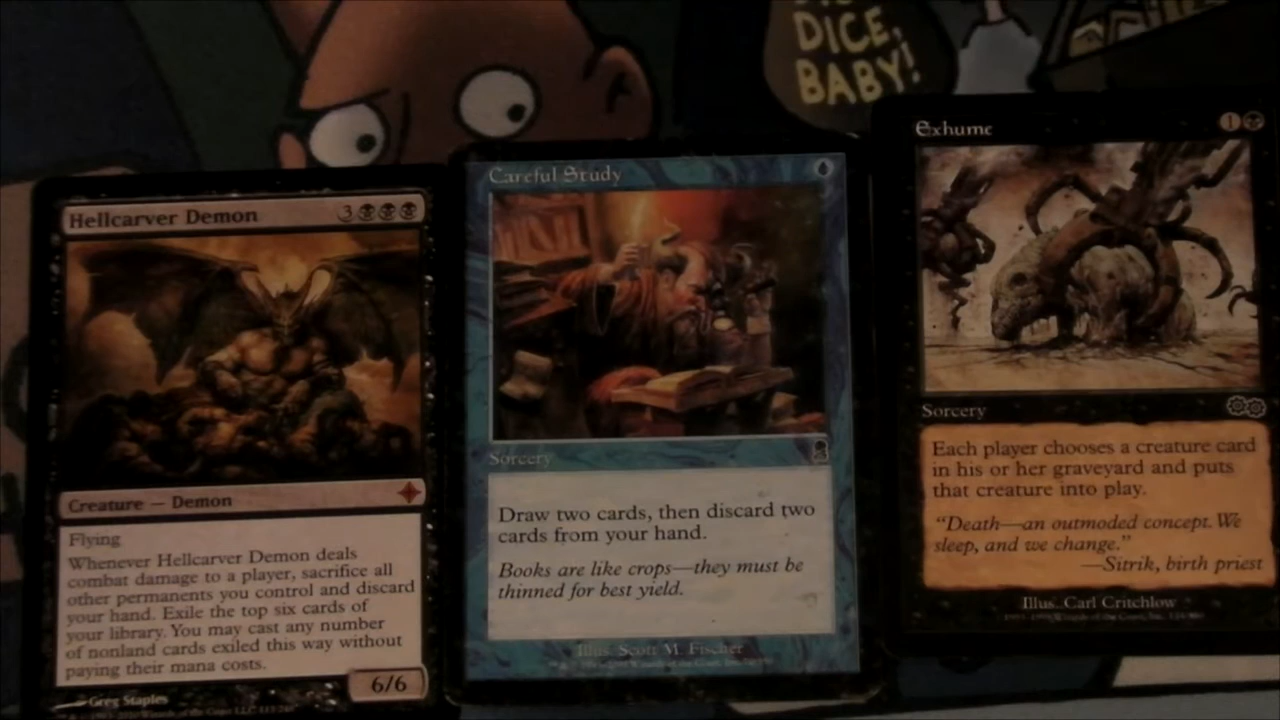 DICE,
BABY!
Hellcarver Demon
3
Creature — Demon
Flying
Whenever Hellcarver Demon deals
combat damage to a player, sacrifice all
other permanents you control and discard
your hand. Exile the top six cards of
your library. You may cast any number
of nonland cards exiled this way without
paying their mana costs.
6/6
Greg Staples
Careful Study
Sorcery
Draw two cards, then discard two
cards from your hand.
Books are like crops—they must be
thinned for best yield.
Illus. Scott M. Fischer
Exhume
1
Sorcery
Each player chooses a creature card
in his or her graveyard and puts
that creature into play.
“Death—an outmoded concept. We
sleep, and we change.”
—Sitrik, birth priest
Illus. Carl Critchlow